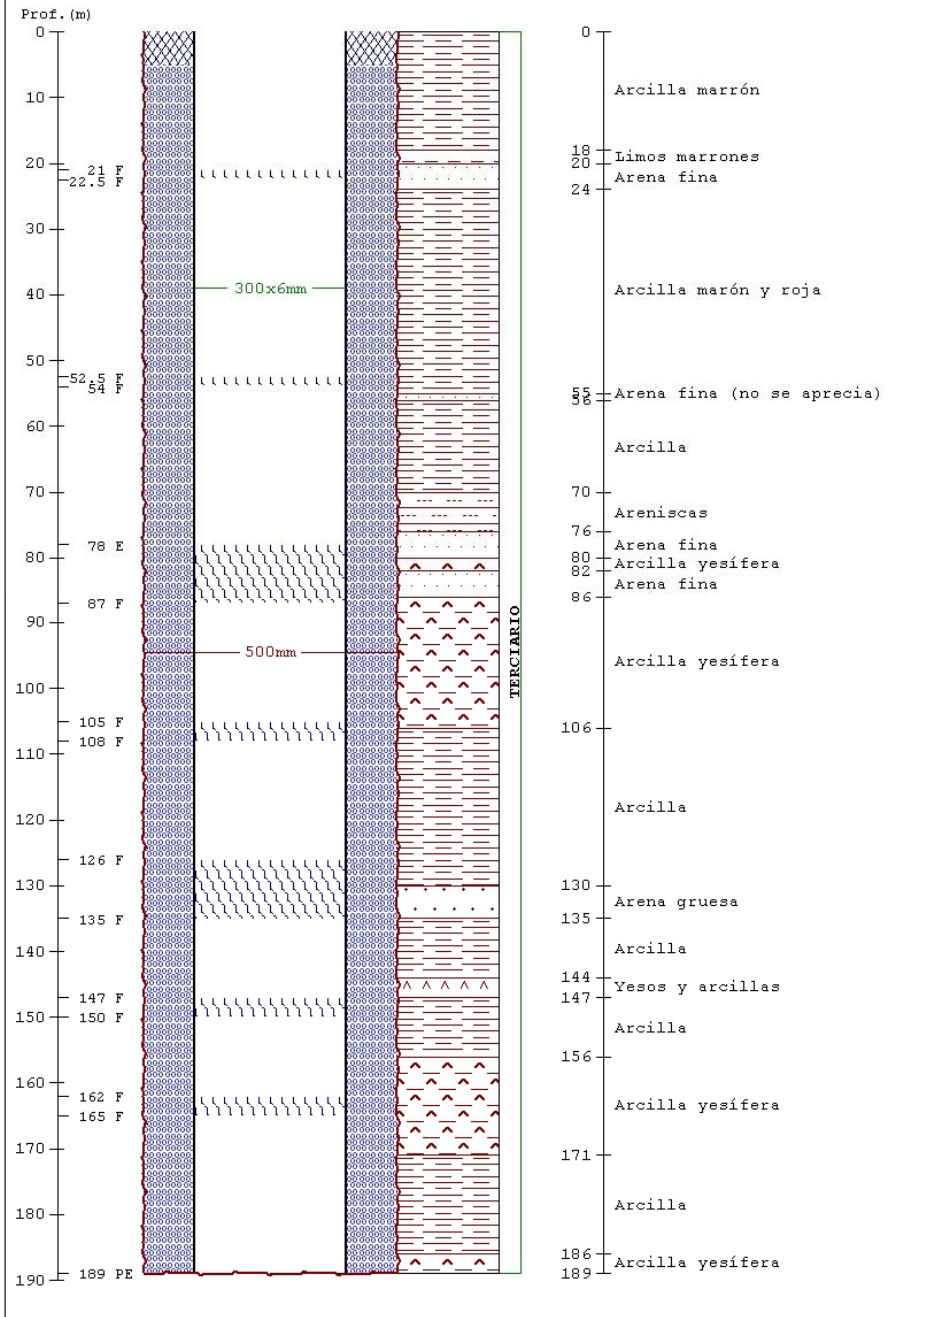 Prof.(m)
0
10
20
21 F
22.5 F
30
40
50
52.5 F
54 F
60
70
78 E
80
87 F
90
100
105 F
108 F
110
120
126 F
130
135 F
140
147 F
150
150 F
160
162 F
165 F
170
180
189 PE
190
300x6mm
500mm
TERCIARIO
0
Arcilla marrón
18
Limos marrones
20
Arena fina
24
Arcilla marón y roja
55
Arena fina (no se aprecia)
56
Arcilla
70
Areniscas
76
Arena fina
80
Arcilla yesífera
82
Arena fina
86
Arcilla yesífera
106
Arcilla
130
Arena gruesa
135
Arcilla
144
Yesos y arcillas
147
Arcilla
156
Arcilla yesífera
171
Arcilla
186
Arcilla yesífera
189